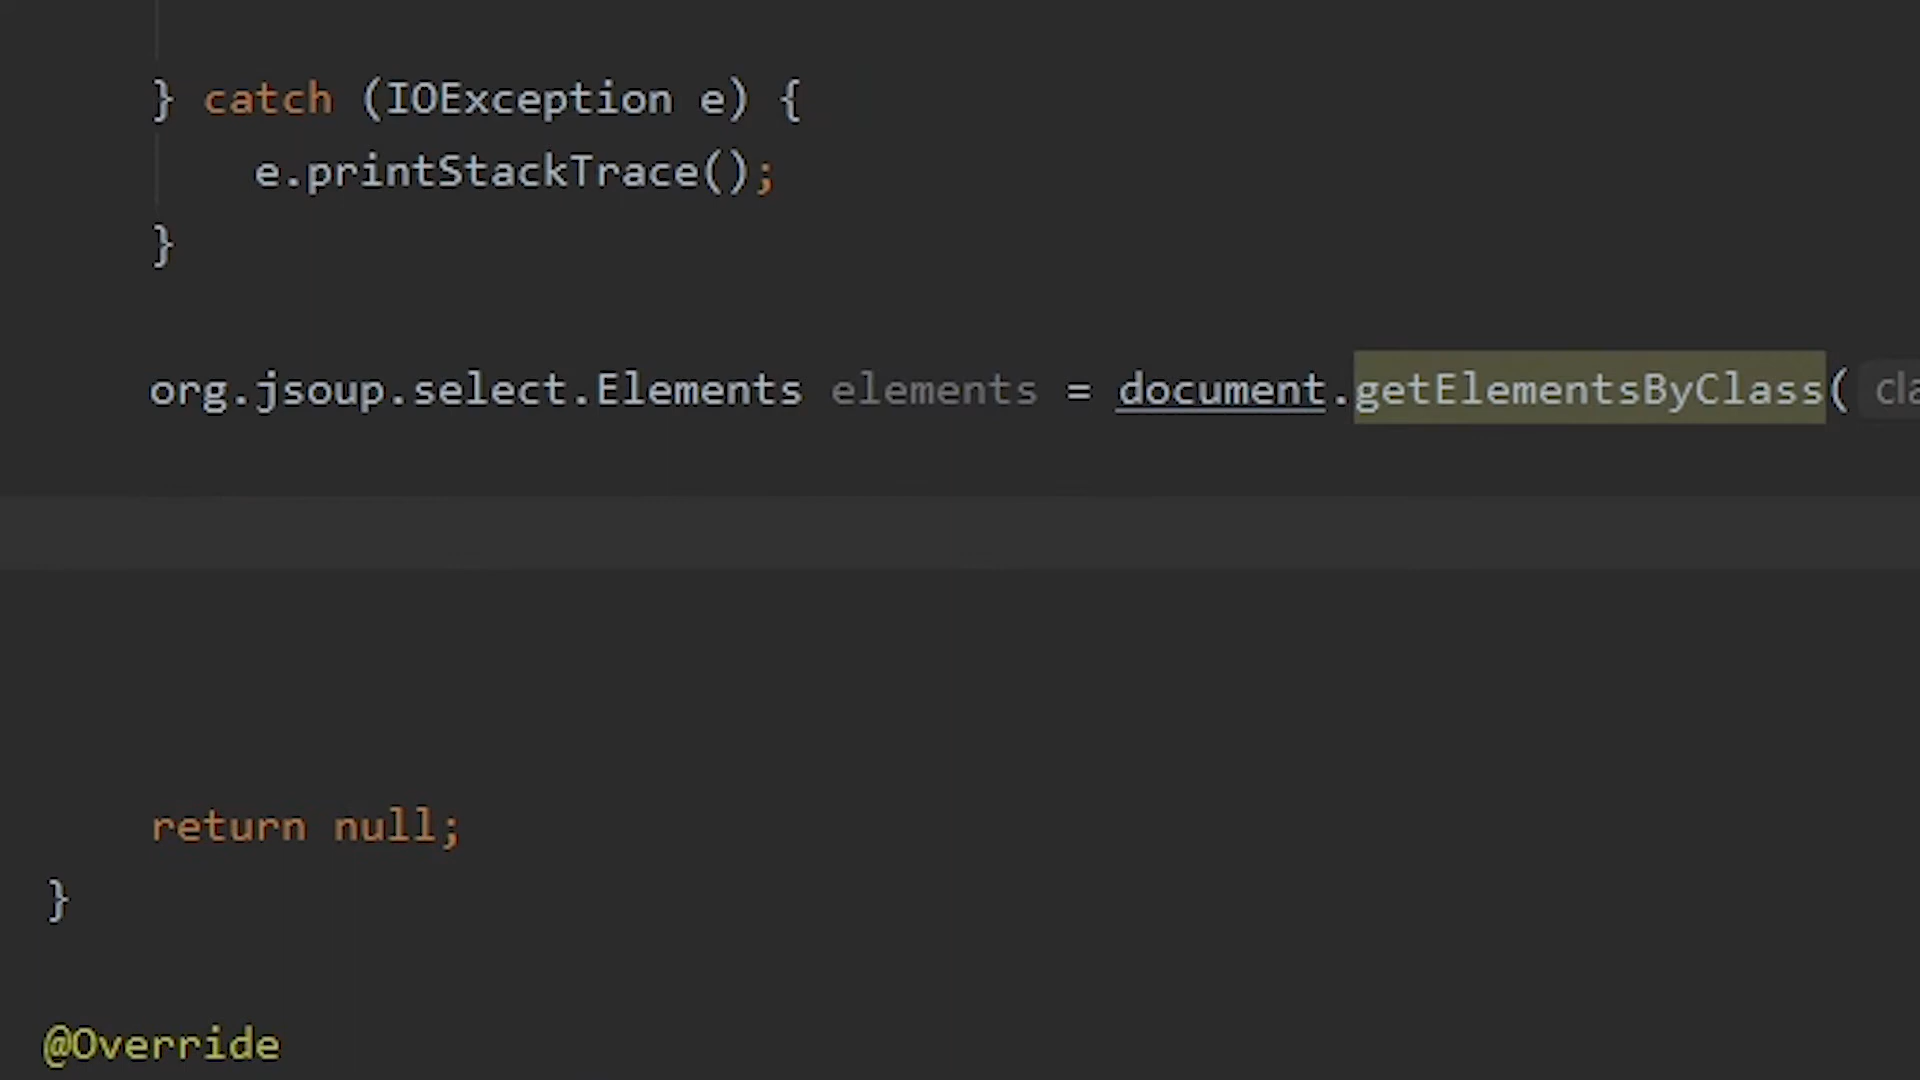 } catch (IOException e) {
e.printStackTrace();
}
org.jsoup.select.Elements elements = document.getElementsByClass(
return null;
}
@Override